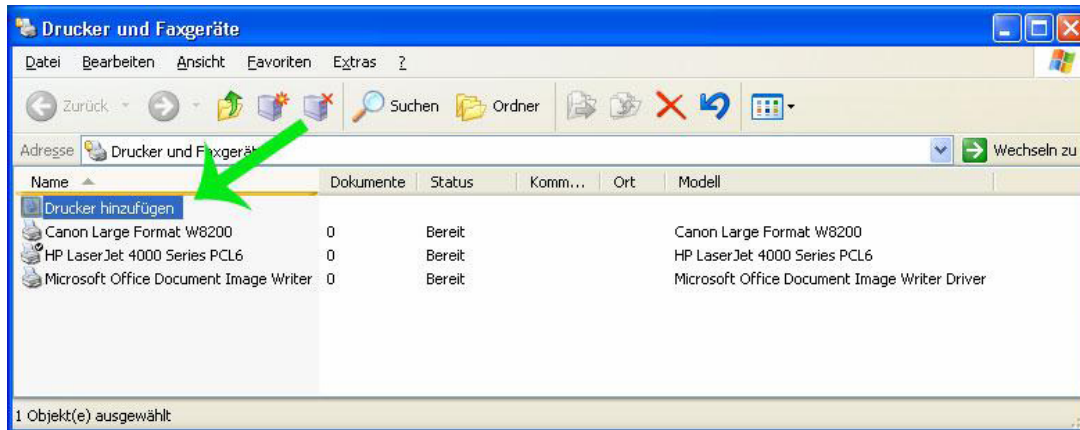 Drucker und Faxgeräte
Datei Bearbeiten Ansicht Favoriten Extras ?
Zurück Suchen Ordner
Adresse Drucker und Faxgerät Wechseln zu
Name Dokumente Status Komm... Ort Modell
Drucker hinzufügen
Canon Large Format W8200 0 Bereit Canon Large Format W8200
HP LaserJet 4000 Series PCL6 0 Bereit HP LaserJet 4000 Series PCL6
Microsoft Office Document Image Writer 0 Bereit Microsoft Office Document Image Writer Driver
1 Objekt(e) ausgewählt